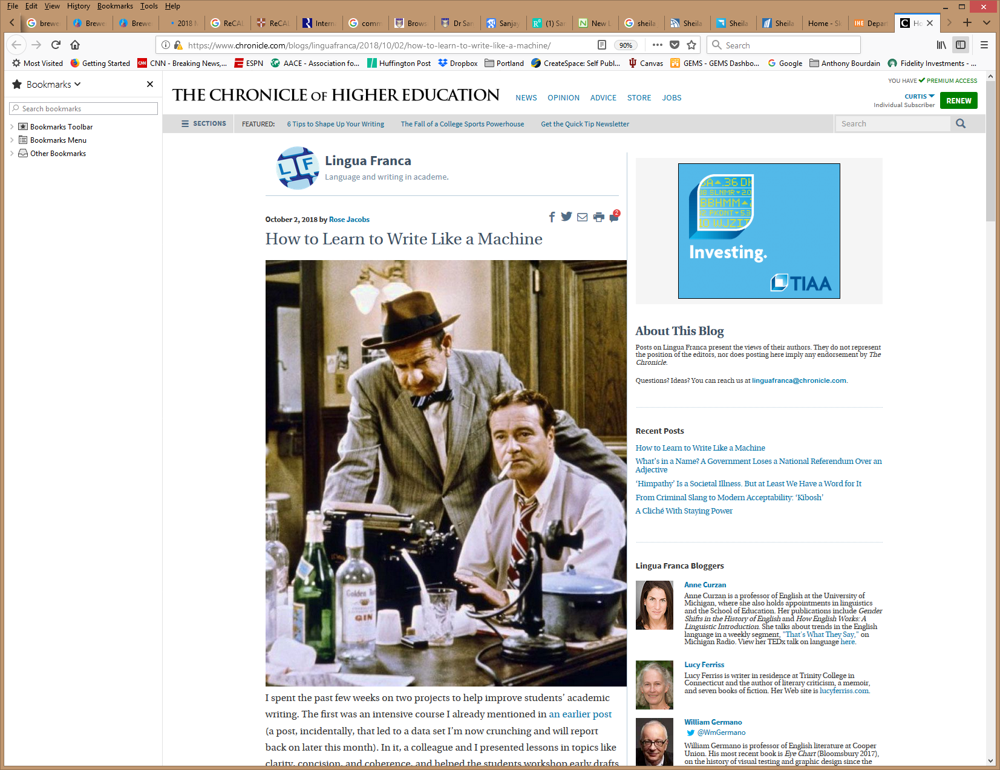 File Edit View History Bookmarks Tools Help
brewe Brewe Brewe 2018 M ReCAL ReCAL Intern comm Brows Dr San Sanjay (1) Sar New L sheila Sheila Sheila Sheila Home - Sk Depart Ho
https://www.chronicle.com/blogs/linguafranca/2018/10/02/how-to-learn-to-write-like-a-machine/ 90% Search
Most Visited Getting Started CNN - Breaking News,... ESPN AACE - Association fo... Huffington Post Dropbox Portland CreateSpace: Self Publ... Canvas GEMS - GEMS Dashbo... Google Anthony Bourdain Fidelity Investments - ...
Bookmarks
Search bookmarks
Bookmarks Toolbar
Bookmarks Menu
Other Bookmarks
YOU HAVE PREMIUM ACCESS
THE CHRONICLE OF HIGHER EDUCATION NEWS OPINION ADVICE STORE JOBS
CURTIS
Individual Subscriber
RENEW
SECTIONS FEATURED: 6 Tips to Shape Up Your Writing The Fall of a College Sports Powerhouse Get the Quick Tip Newsletter Search
LF
Lingua Franca
Language and writing in academe.
October 2, 2018 by Rose Jacobs
2
How to Learn to Write Like a Machine
GIN
I spent the past few weeks on two projects to help improve students’ academic
writing. The first was an intensive course I already mentioned in an earlier post
(a post, incidentally, that led to a data set I’m now crunching and will report
back on later this month). In it, a colleague and I presented lessons in topics like
clarity, concision, and coherence, and helped the students workshop early drafts
.36
SLNMR 2.0
BBHMM
PKDNT 5.3
WJZIT
Investing.
TIAA
About This Blog
Posts on Lingua Franca present the views of their authors. They do not represent
the position of the editors, nor does posting here imply any endorsement by The
Chronicle.
Questions? Ideas? You can reach us at linguafranca@chronicle.com.
Recent Posts
How to Learn to Write Like a Machine
What’s in a Name? A Government Loses a National Referendum Over an
Adjective
‘Himpathy’ Is a Societal Illness. But at Least We Have a Word for It
From Criminal Slang to Modern Acceptability: ‘Kibosh’
A Cliché With Staying Power
Lingua Franca Bloggers
Anne Curzan
Anne Curzan is a professor of English at the University of
Michigan, where she also holds appointments in linguistics
and the School of Education. Her publications include Gender
Shifts in the History of English and How English Works: A
Linguistic Introduction. She talks about trends in the English
language in a weekly segment, "That's What They Say," on
Michigan Radio. View her TEDx talk on language here.
Lucy Ferriss
Lucy Ferriss is writer in residence at Trinity College in
Connecticut and the author of literary criticism, a memoir,
and seven books of fiction. Her Web site is lucyferriss.com.
William Germano
@WmGermano
William Germano is professor of English literature at Cooper
Union. His most recent book is Eye Chart (Bloomsbury 2017),
on the history of visual testing and graphic design since the